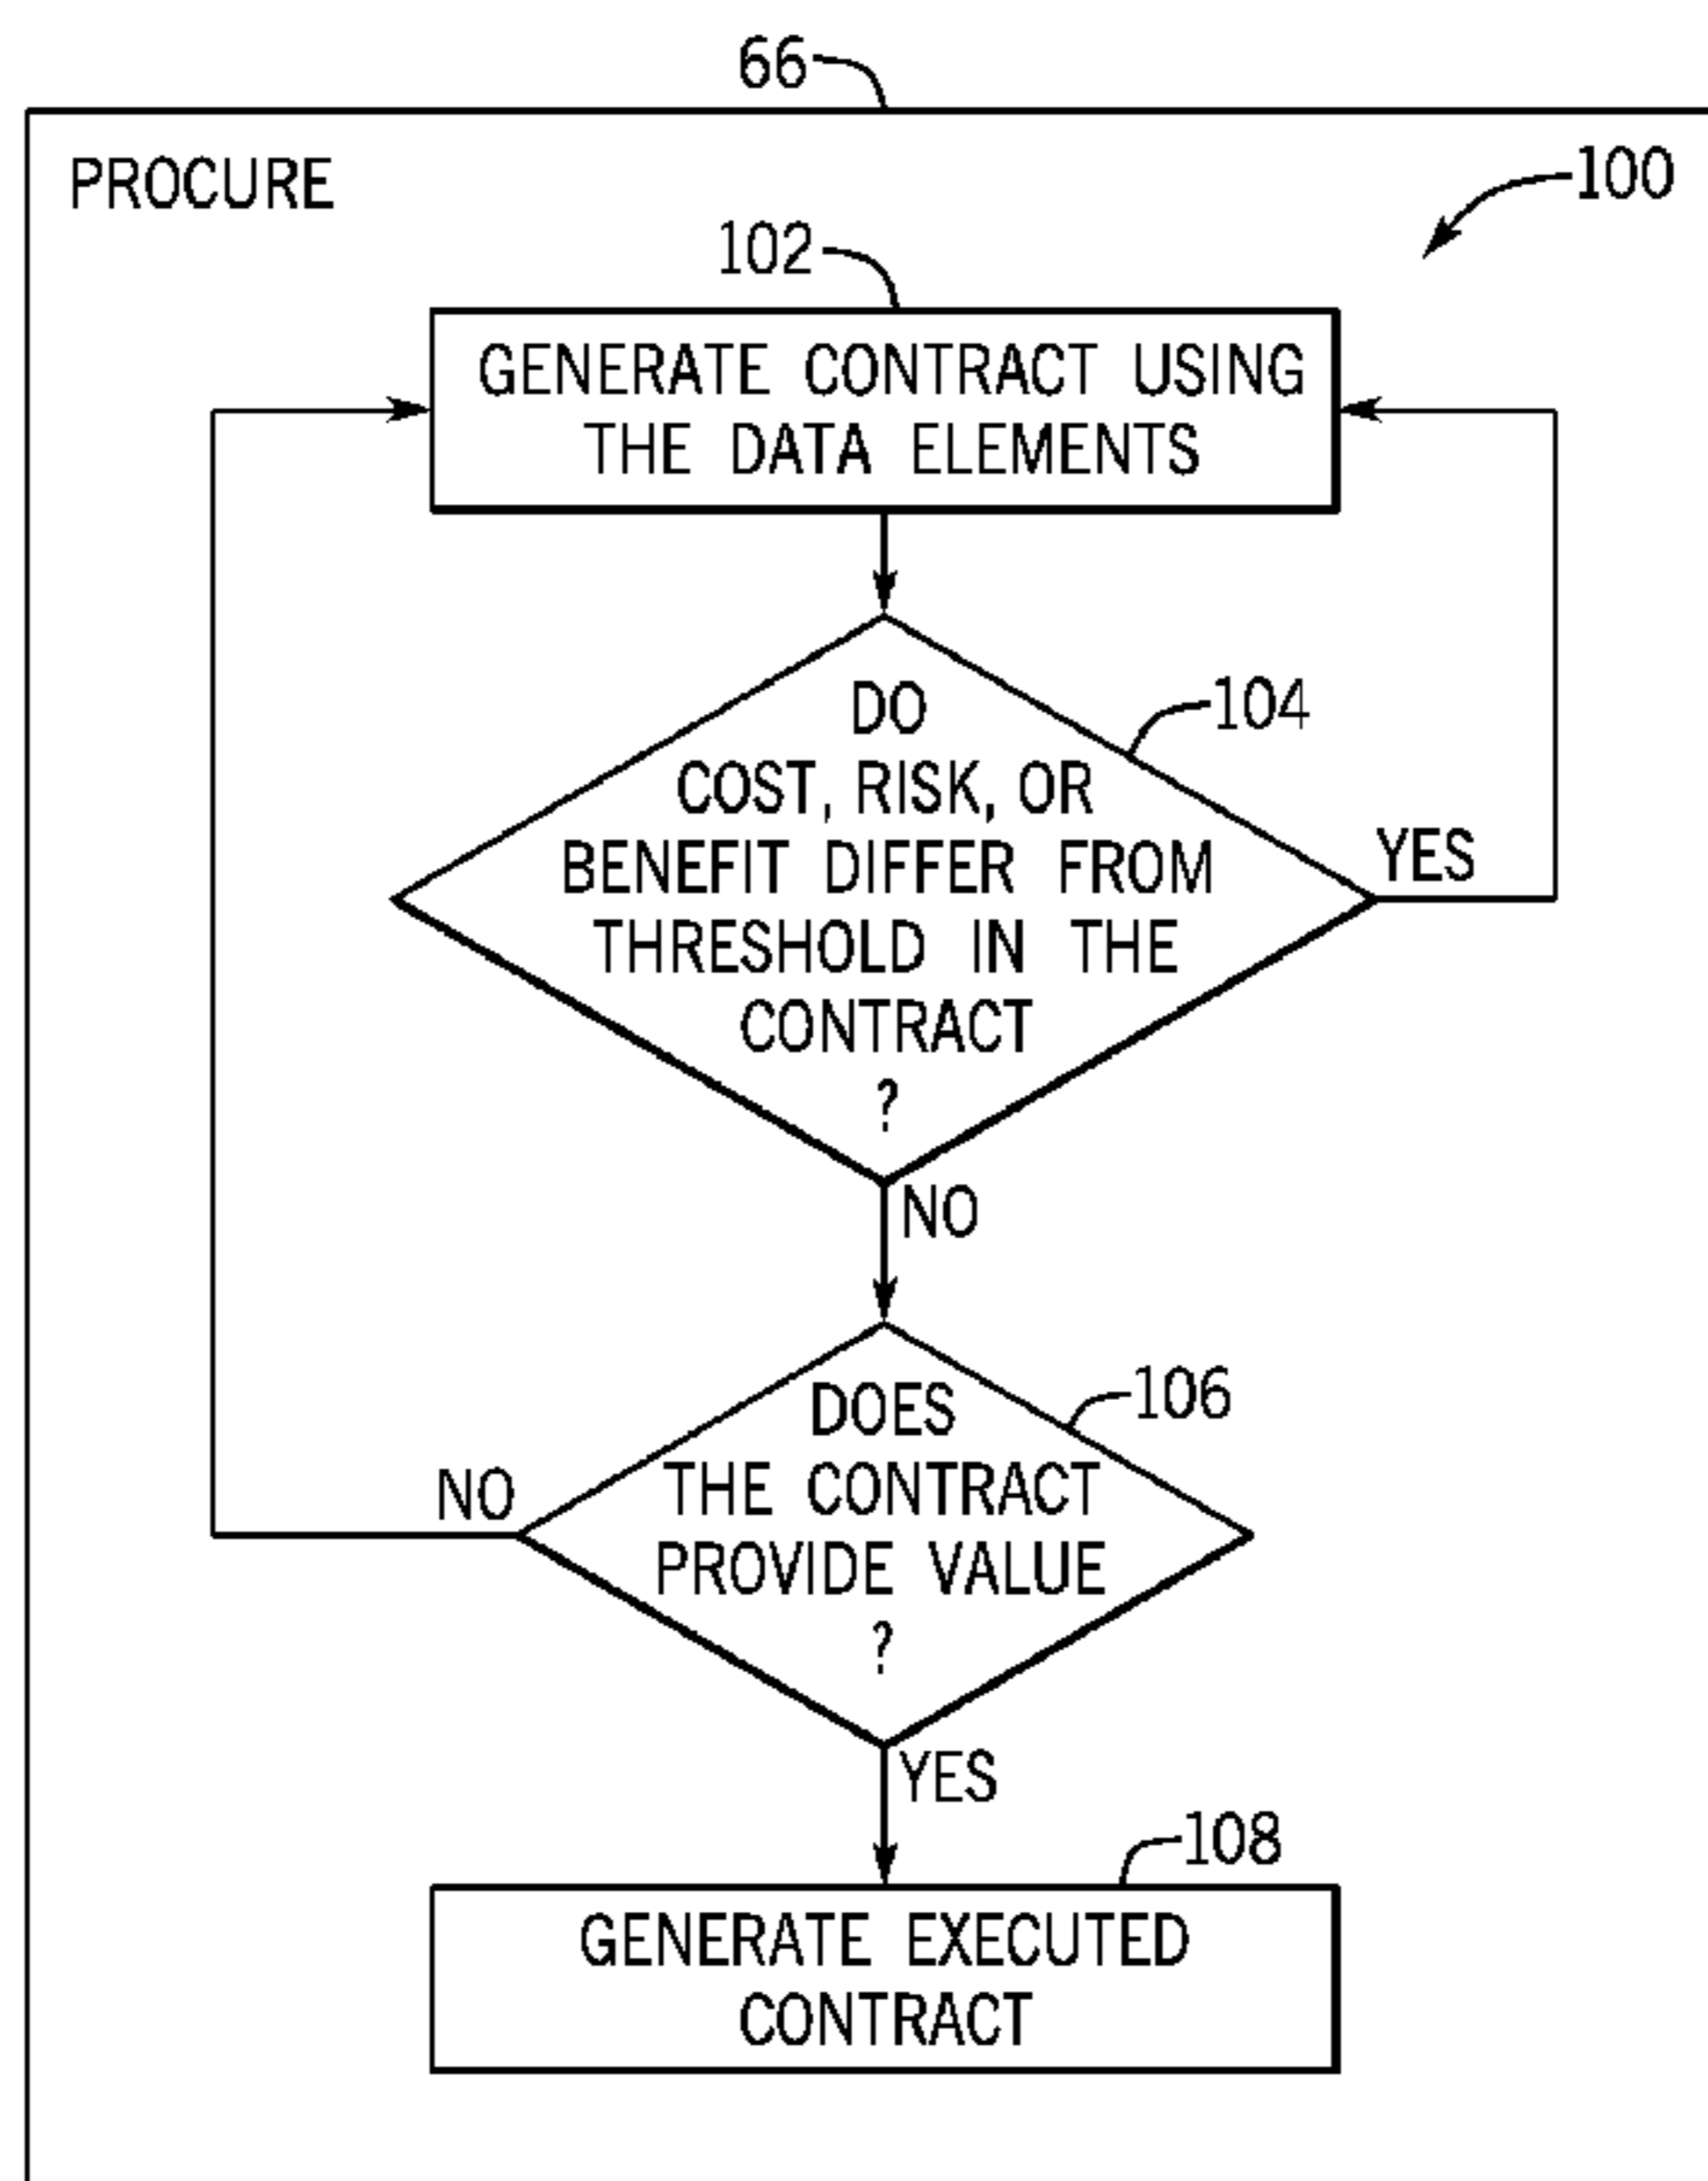 66
PROCURE
100
102
GENERATE CONTRACT USING
THE DATA ELEMENTS
DO
COST, RISK, OR
BENEFIT DIFFER FROM
THRESHOLD IN THE
CONTRACT
?
104
YES
NO
DOES
THE CONTRACT
PROVIDE VALUE
?
106
NO
YES
108
GENERATE EXECUTED
CONTRACT